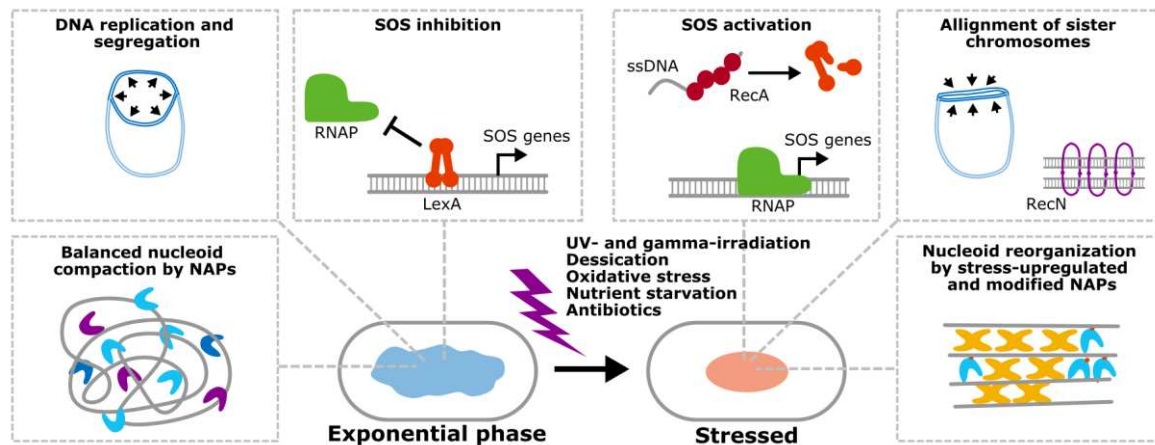 DNA replication and
segregation
SOS inhibition
RNAP
SOS genes
LexA
SOS activation
ssDNA
RecA
SOS genes
RNAP
Allignment of sister
chromosomes
RecN
Balanced nucleoid
compaction by NAPs
UV- and gamma-irradiation
Dessication
Oxidative stress
Nutrient starvation
Antibiotics
Nucleoid reorganization
by stress-upregulated
and modified NAPs
Exponential phase
Stressed